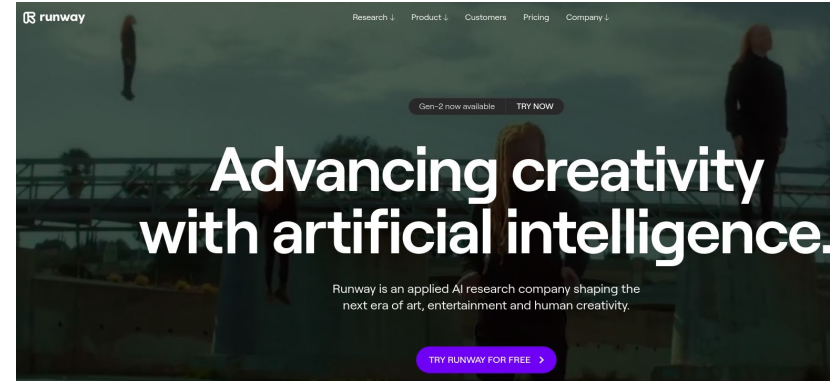 runway
Research ↓ Product ↓ Customers Pricing Company ↓
Gen-2 now available TRY NOW
Advancing creativity
with artificial intelligence.
Runway is an applied AI research company shaping the
next era of art, entertainment and human creativity.
TRY RUNWAY FOR FREE >